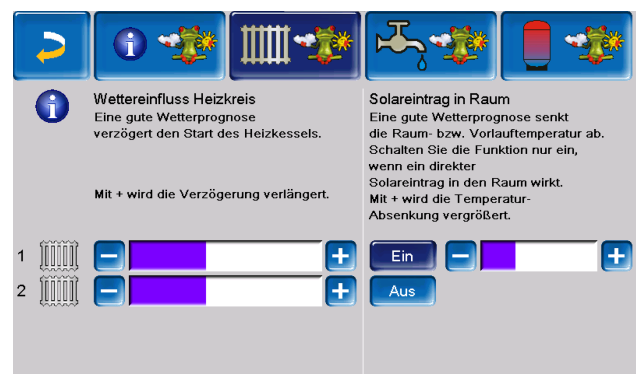 Wettereinfluss Heizkreis
Eine gute Wetterprognose
verzögert den Start des Heizkessels.
Mit + wird die Verzögerung verlängert.
Solareintrag in Raum
Eine gute Wetterprognose senkt
die Raum- bzw. Vorlauftemperatur ab.
Schalten Sie die Funktion nur ein,
wenn ein direkter
Solareintrag in den Raum wirkt.
Mit + wird die Temperatur-
Absenkung vergrößert.
1 − + Ein − +
2 − + Aus